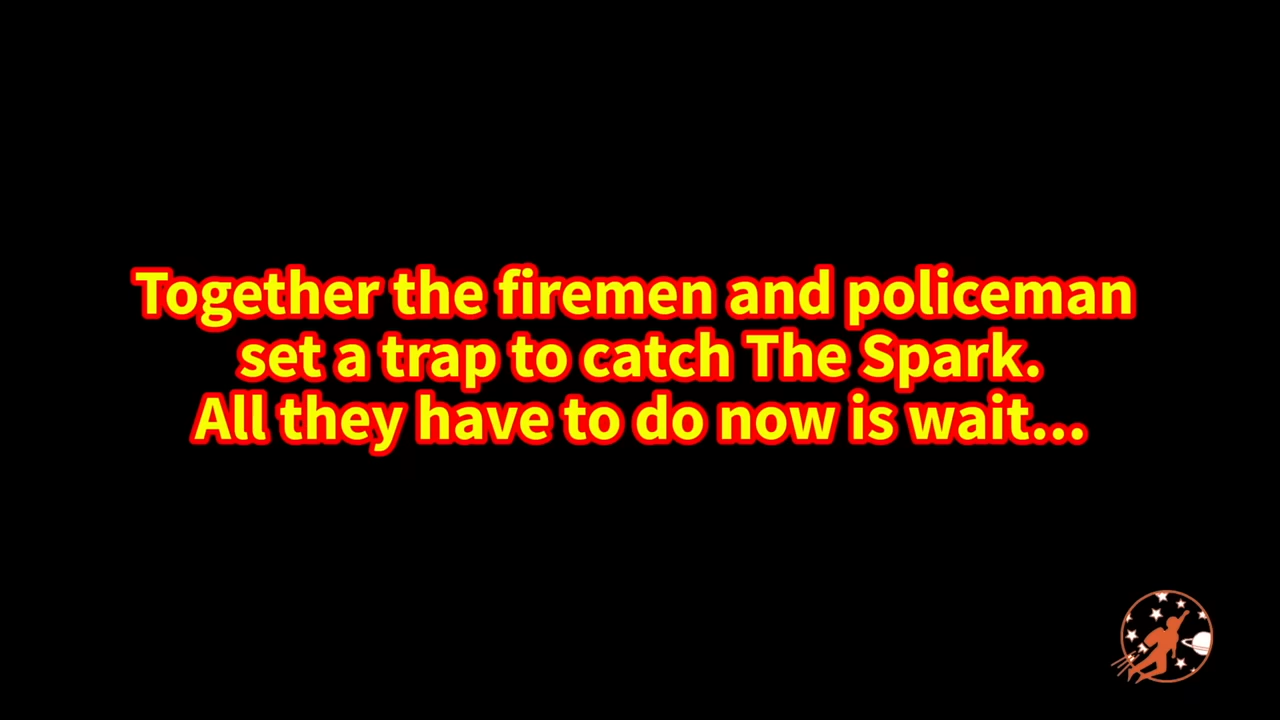 Together the firemen and policeman
set a trap to catch The Spark.
All they have to do now is wait...